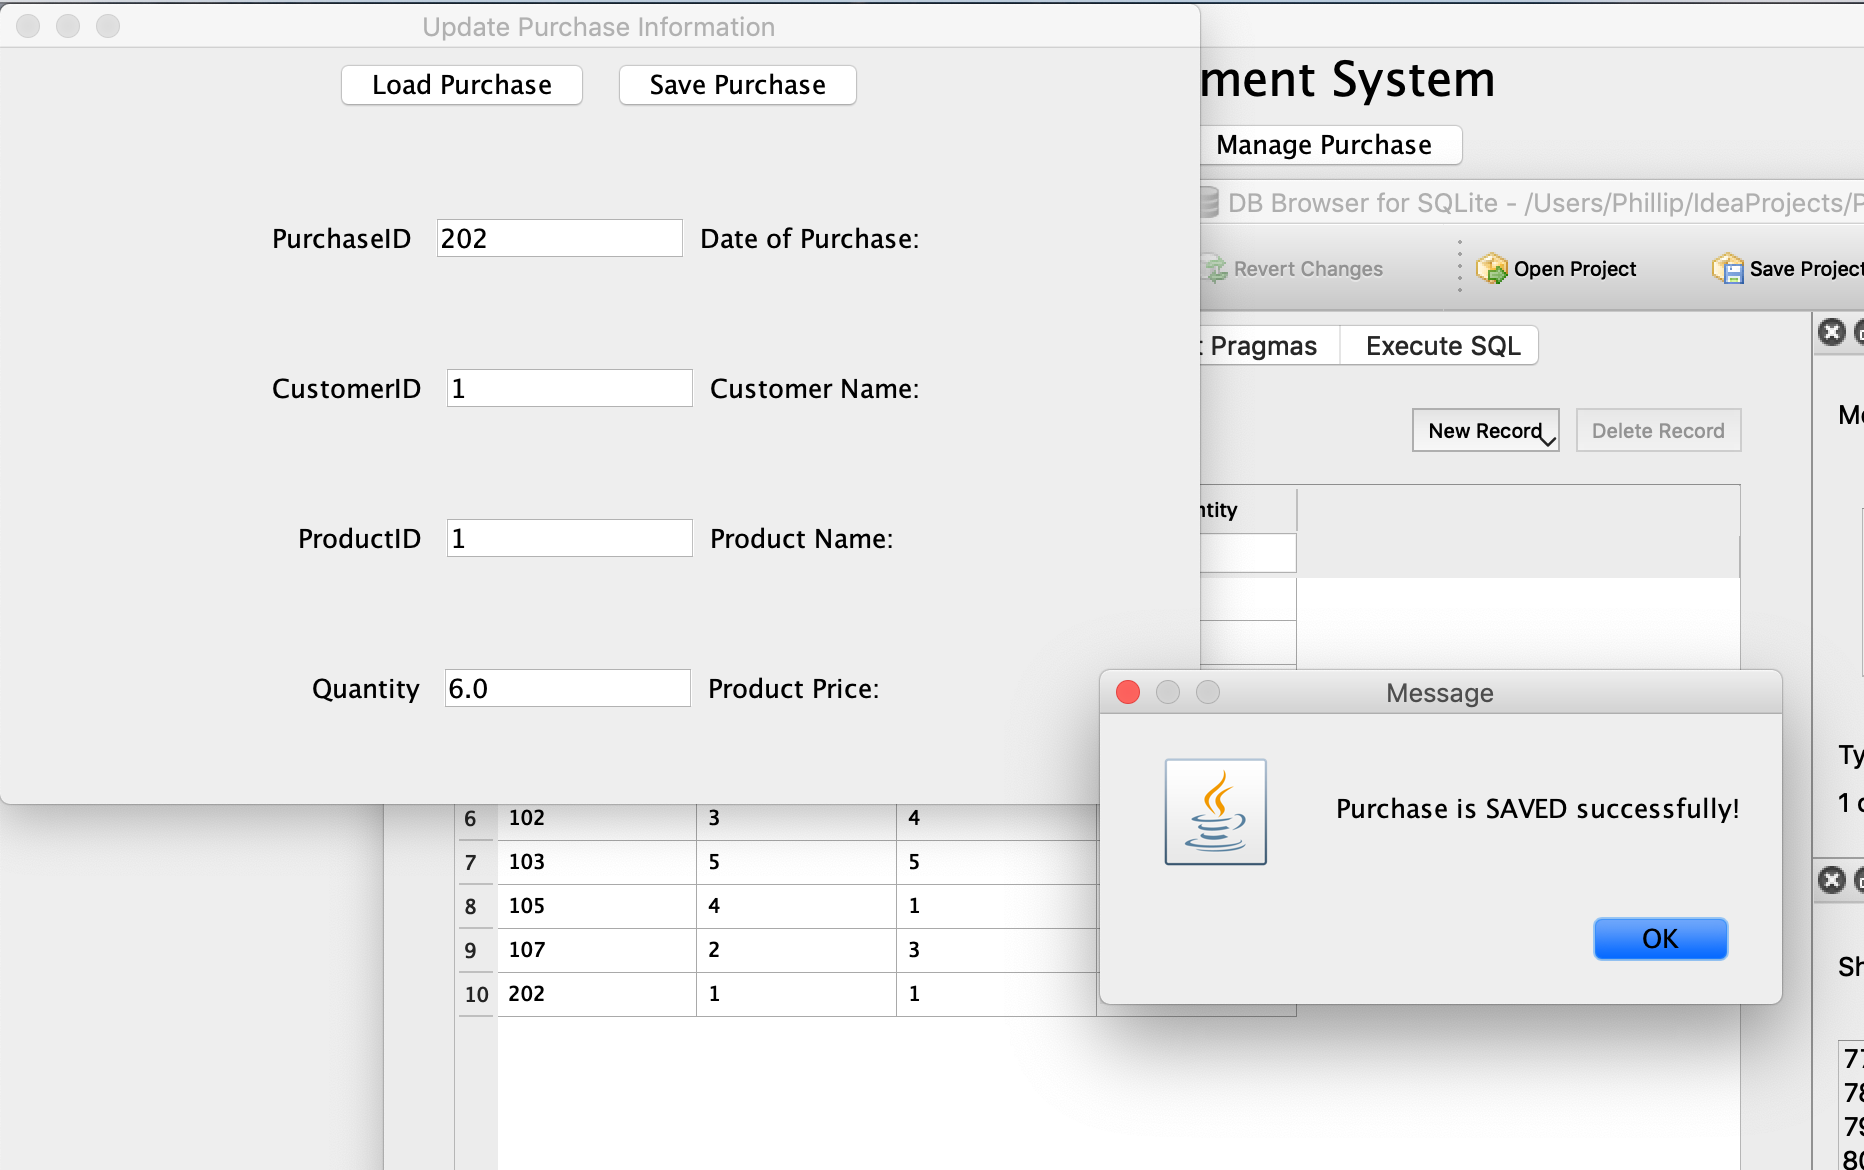 Update Purchase Information
Load Purchase Save Purchase
ment System
Manage Purchase
DB Browser for SQLite - /Users/Phillip/IdeaProjects/P
PurchaseID 202 Date of Purchase:
Revert Changes Open Project Save Project
Pragmas Execute SQL
CustomerID 1 Customer Name:
New Record Delete Record
ntity
ProductID 1 Product Name:
Quantity 6.0 Product Price:
Message
Purchase is SAVED successfully!
OK
6 102 3 4
7 103 5 5
8 105 4 1
9 107 2 3
10 202 1 1
Ty
1
Sh
77
78
79
80